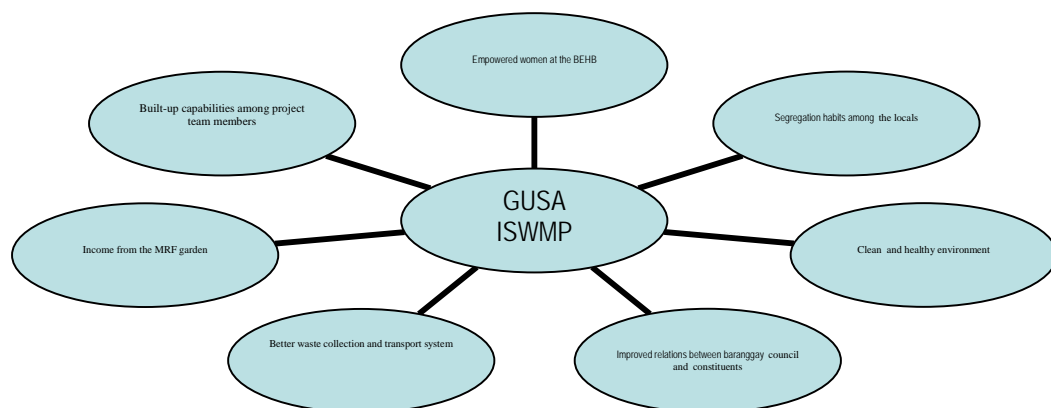 Empowered women at the BEHB
Built-up capabilities among project
team members
Segregation habits among the locals
GUSA
ISWMP
Income from the MRF garden
Clean and healthy environment
Better waste collection and transport system
Improved relations between baranggay council
and constituents